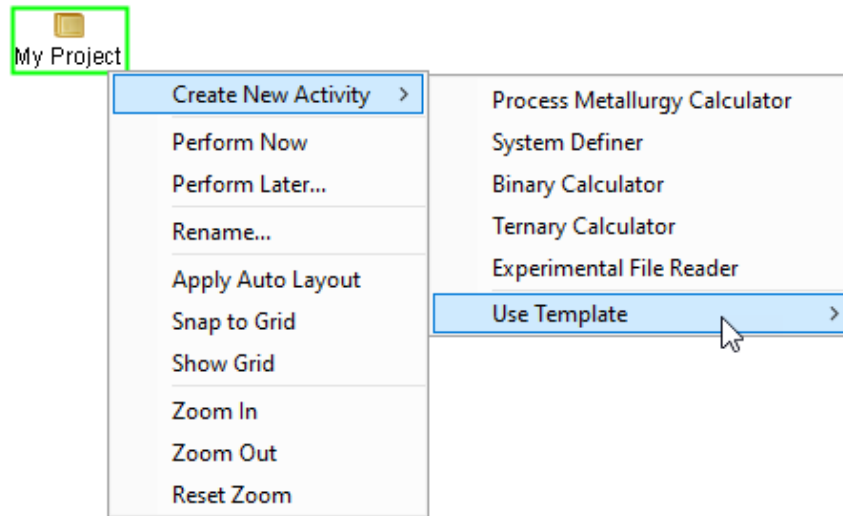 My Project
Create New Activity
Perform Now
Perform Later...
Rename...
Apply Auto Layout
Snap to Grid
Show Grid
Zoom In
Zoom Out
Reset Zoom
Process Metallurgy Calculator
System Definer
Binary Calculator
Ternary Calculator
Experimental File Reader
Use Template